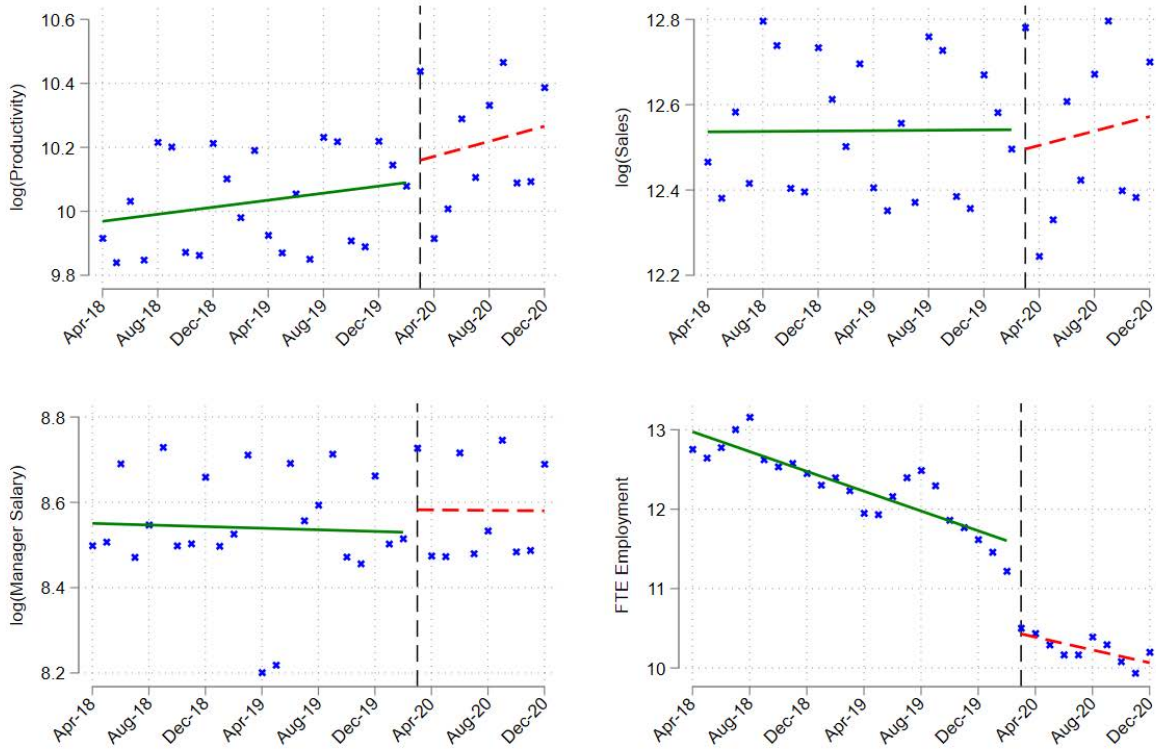 log(Productivity)
10.6
10.4
10.2
10
9.8
Apr-18
Aug-18
Dec-18
Apr-19
Aug-19
Dec-19
Apr-20
Aug-20
Dec-20
log(Sales)
12.8
12.6
12.4
12.2
Apr-18
Aug-18
Dec-18
Apr-19
Aug-19
Dec-19
Apr-20
Aug-20
Dec-20
log(Manager Salary)
8.8
8.6
8.4
8.2
Apr-18
Aug-18
Dec-18
Apr-19
Aug-19
Dec-19
Apr-20
Aug-20
Dec-20
FTE Employment
13
12
11
10
Apr-18
Aug-18
Dec-18
Apr-19
Aug-19
Dec-19
Apr-20
Aug-20
Dec-20